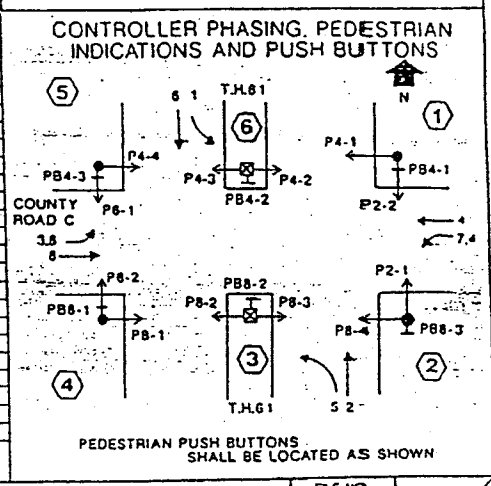 CONTROLLER PHASING, PEDESTRIAN
INDICATIONS AND PUSH BUTTONS
5
6 1
T.H.61
6
N
1
P4-4
P4-3
P4-2
P4-1
PB4-3
PB4-2
PB4-1
P6-1
P2-2
COUNTY
ROAD C
3,8
8
4
7,4
P6-2
PB8-2
P2-1
PB8-1
P8-1
P8-2
P8-3
P8-4
PB8-3
4
3
2
T.H.61
5 2
PEDESTRIAN PUSH BUTTONS
SHALL BE LOCATED AS SHOWN